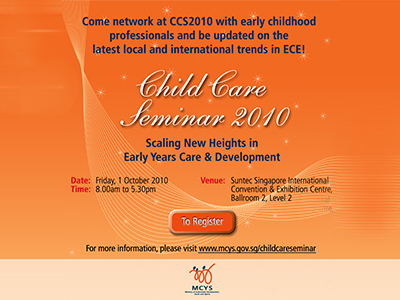 Come network at CCS2010 with early childhood
professionals and be updated on the
latest local and international trends in ECE!
Child Care
Seminar 2010
Scaling New Heights in
Early Years Care & Development
Date: Friday, 1 October 2010
Time: 8.00am to 5.30pm
Venue: Suntec Singapore International
Convention & Exhibition Centre,
Ballroom 2, Level 2
To Register
For more information, please visit www.mcys.gov.sg/childcareseminar
MCYS